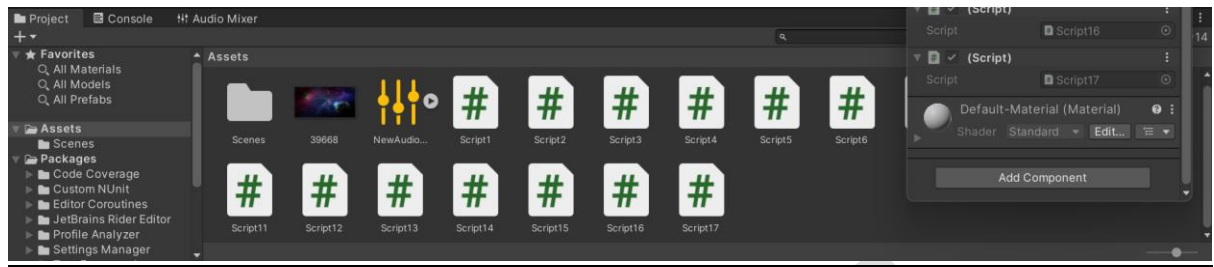 Project Console Audio Mixer
Favorites
All Materials
All Models
All Prefabs
Assets
Scenes
Packages
Code Coverage
Custom NUnit
Editor Coroutines
JetBrains Rider Editor
Profile Analyzer
Settings Manager
Assets
Scenes 39668 NewAudio... Script1 Script2 Script3 Script4 Script5 Script6
Script11 Script12 Script13 Script14 Script15 Script16 Script17
(Script)
Script Script16
14
# (Script)
Script Script17
Default-Material (Material)
Shader Standard Edit...
Add Component